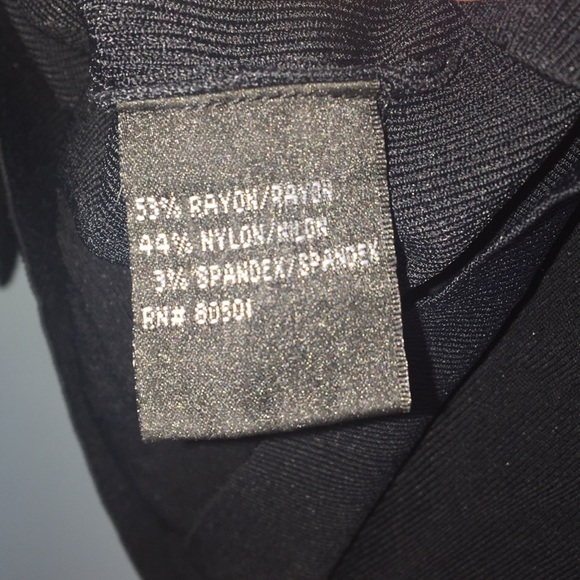 53% RAYON/RAYON
44% NYLON/NILON
3% SPANDEX/SPANDEX
RN# 80501